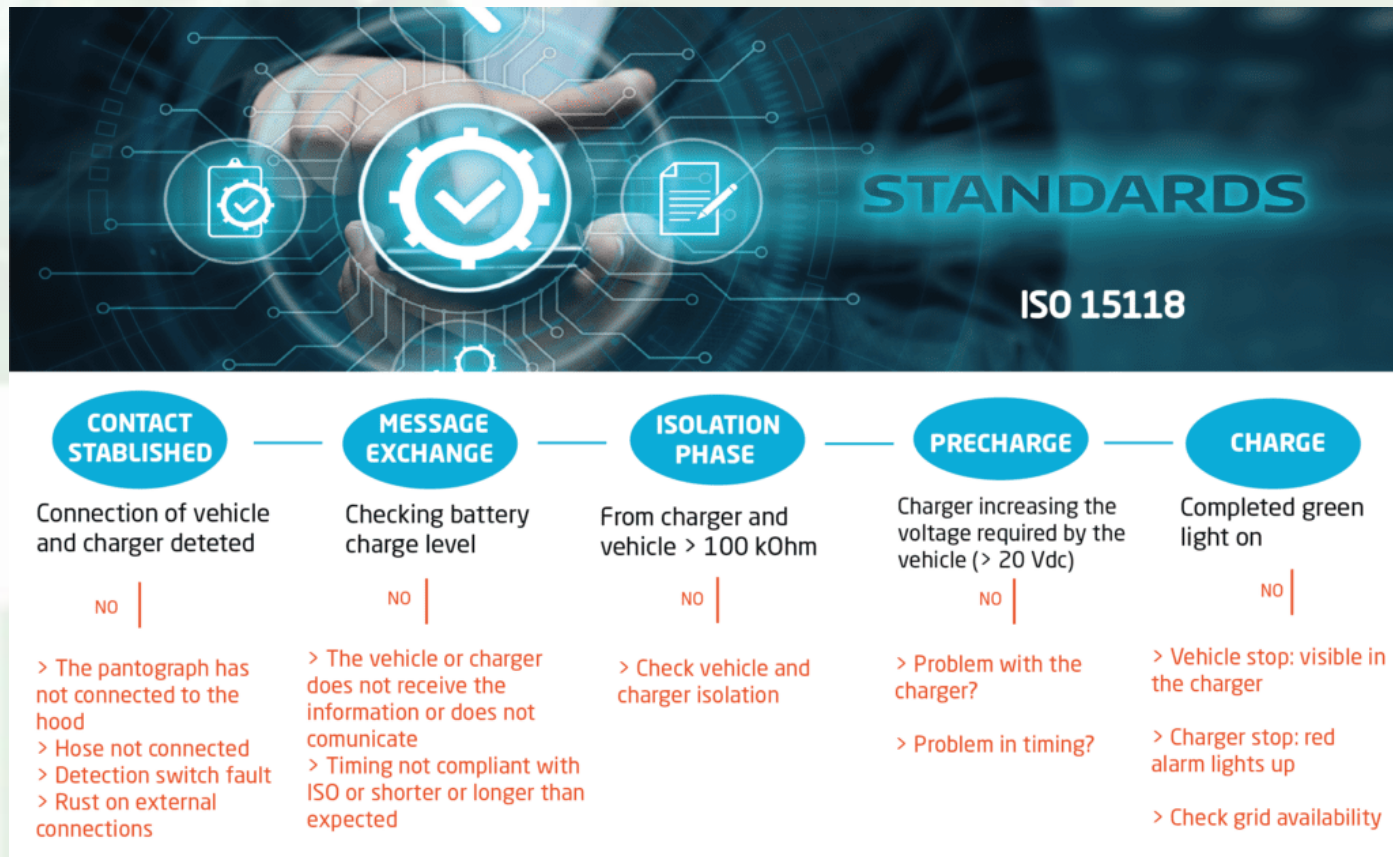 STANDARDS
ISO 15118
CONTACT
STABLISHED
Connection of vehicle
and charger deteted
NO
> The pantograph has
not connected to the
hood
> Hose not connected
> Detection switch fault
> Rust on external
connections
MESSAGE
EXCHANGE
Checking battery
charge level
NO
> The vehicle or charger
does not receive the
information or does not
comunicate
> Timing not compliant with
ISO or shorter or longer than
expected
ISOLATION
PHASE
From charger and
vehicle > 100 kOhm
NO
> Check vehicle and
charger isolation
PRECHARGE
Charger increasing the
voltage required by the
vehicle (> 20 Vdc)
NO
> Problem with the
charger?
> Problem in timing?
CHARGE
Completed green
light on
NO
> Vehicle stop: visible in
the charger
> Charger stop: red
alarm lights up
> Check grid availability